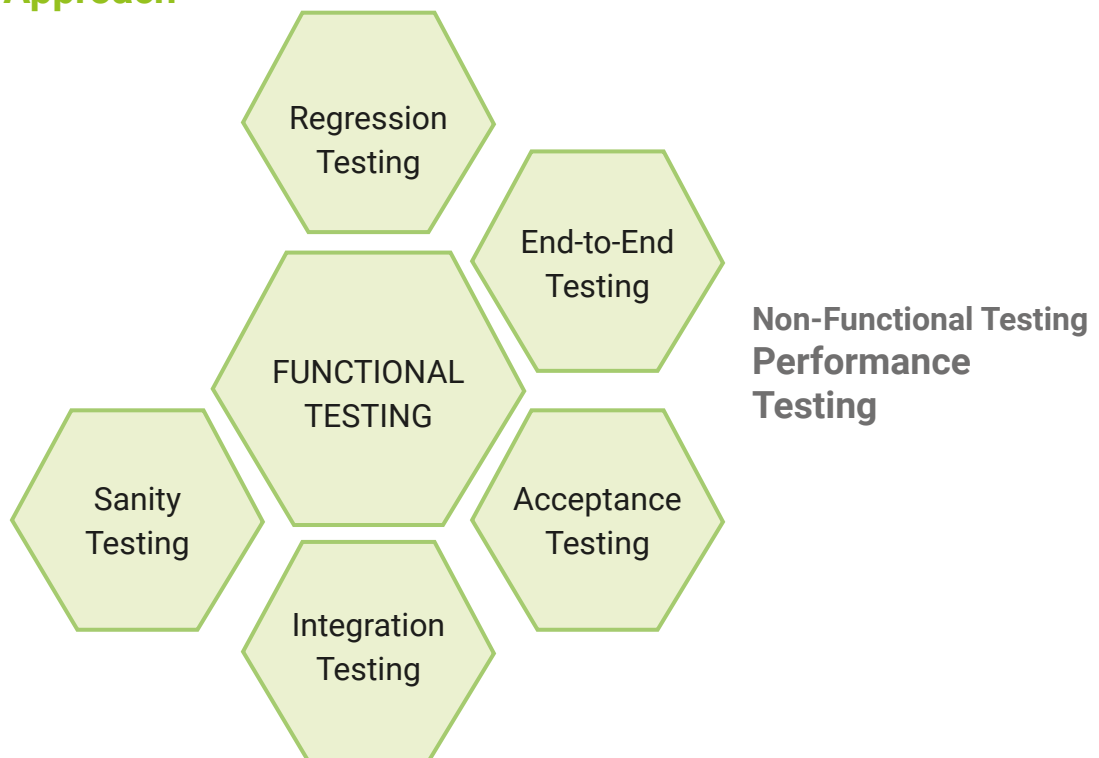 Approach
Regression
Testing
End-to-End
Testing
Non-Functional Testing
Performance
Testing
FUNCTIONAL
TESTING
Sanity
Testing
Acceptance
Testing
Integration
Testing